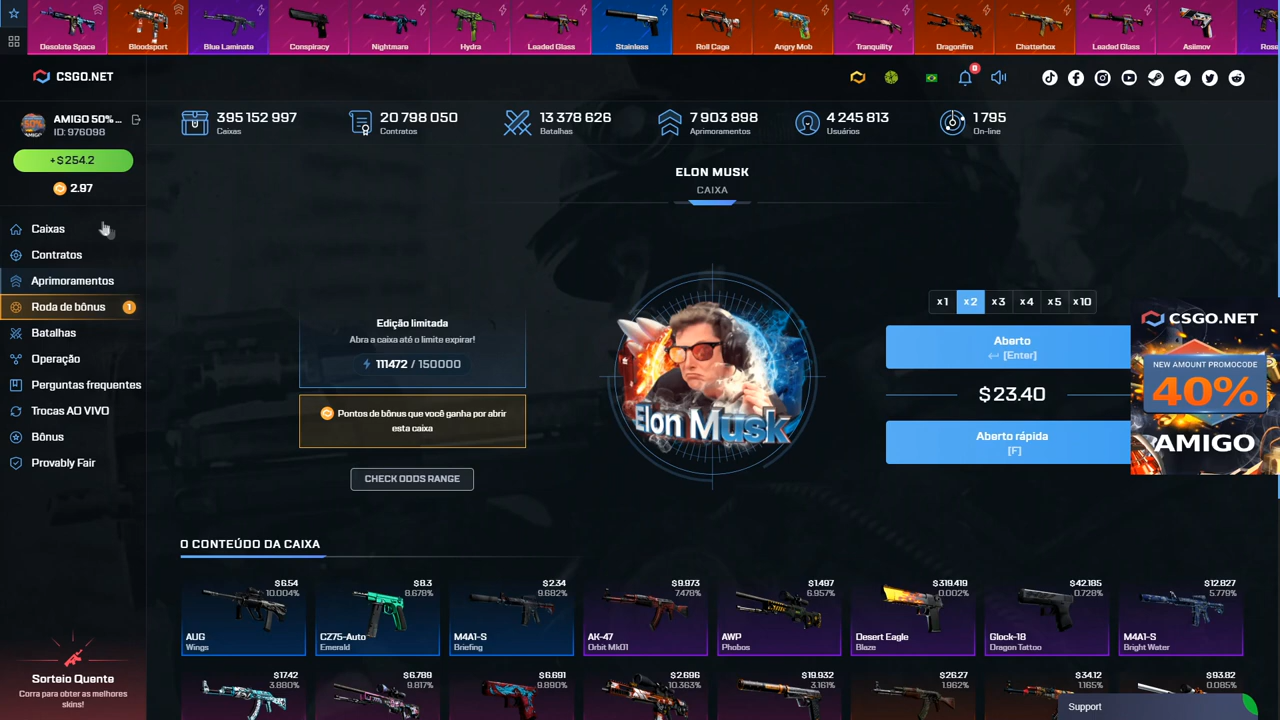 Desolate Space
Bloodsport
Blue Laminate
Conspiracy
Nightmare
Hydra
Leaded Glass
Stainless
Roll Cage
Angry Mob
Tranquility
Dragonfire
Chatterbox
Leaded Glass
Asiimov
CSGO.NET
AMIGO 50% ...
ID: 976098
+$254.2
2.97
395 152 997
Caixas
20 798 050
Contratos
13 378 626
Batalhas
7 903 898
Aprimoramentos
4 245 813
Usuários
1 795
On-line
Caixas
Contratos
Aprimoramentos
Roda de bônus 1
Batalhas
Operação
Perguntas frequentes
Trocas AO VIVO
Bônus
Provably Fair
Sorteio Quente
Corra para obter as melhores
skins!
ELON MUSK
CAIXA
Edição limitada
Abra a caixa até o limite expirar!
111472 / 150000
Pontos de bônus que você ganha por abrir
esta caixa
CHECK ODDS RANGE
Elon Musk
x1 x2 x3 x4 x5 x10
Aberto
[Enter]
$23.40
Aberto rápida
[F]
CSGO.NET
NEW AMOUNT PROMOCODE
40%
AMIGO
O CONTEÚDO DA CAIXA
$6.54
10.004%
AUG
Wings
$8.3
8.678%
CZ75-Auto
Emerald
$2.34
9.682%
M4A1-S
Briefing
$9.973
7.478%
AK-47
Orbit Mk01
$1.497
6.957%
AWP
Phobos
$319.419
0.002%
Desert Eagle
Blaze
$42.185
0.728%
Glock-18
Dragon Tattoo
$12.827
5.779%
M4A1-S
Bright Water
$17.42
3.880%
$6.789
9.817%
$6.691
9.890%
$2.686
10.363%
$19.932
3.161%
$26.27
1.962%
$34.12
1.165%
$93.82
0.085%
Support